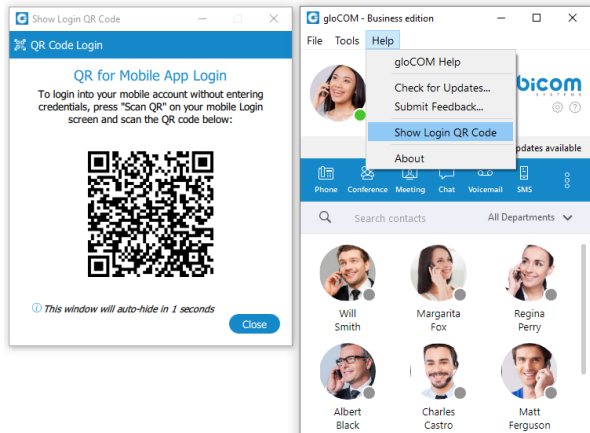 Show Login QR Code
QR Code Login
QR for Mobile App Login
To login into your mobile account without entering
credentials, press "Scan QR" on your mobile Login
screen and scan the QR code below:
This window will auto-hide in 1 seconds
Close
gloCOM - Business edition
File Tools Help
gloCOM Help
Check for Updates...
Submit Feedback...
Show Login QR Code
About
bicom
SYSTEMS
updates available
Phone Conference Meeting Chat Voicemail SMS
Search contacts All Departments
Will Margarita Regina
Smith Fox Perry
Albert Charles Matt
Black Castro Ferguson